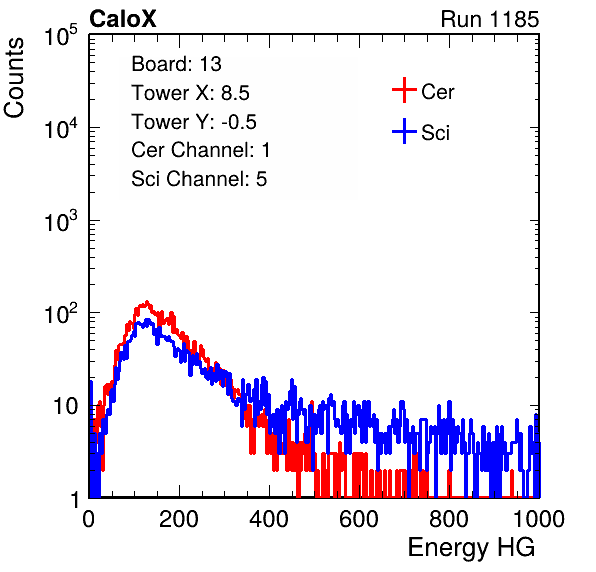 CaloX Run 1185
Board: 13
Tower X: 8.5
Tower Y: -0.5
Cer Channel: 1
Sci Channel: 5
Cer
Sci
Counts
10^5
10^4
10^3
10^2
10
1
0 200 400 600 800 1000
Energy HG